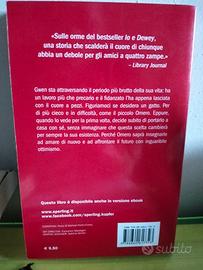 «Sulle orme del bestseller Io e Dewey,
una storia che scalderà il cuore di chiunque
abbia un debole per gli amici a quattro zampe.»
– Library Journal
Gwen sta attraversando il periodo più brutto della sua vita: ha
un lavoro più che precario e il fidanzato l'ha appena lasciata
con il cuore a pezzi. Figuriamoci se desidera un gatto. Per
di più cieco e in difficoltà, come il piccolo Omero. Eppure,
quando lo vede per la prima volta, e decide di portarlo a
casa con sé, senza immaginare che questa scelta cambierà
per sempre la sua esistenza. Perché Omero saprà insegnarle
ad amare di nuovo e ad affrontare il futuro con inguaribile
ottimismo.
Questo libro è disponibile anche in versione ebook
www.sperling.it
www.facebook.com/sperling.kupfer
€ 9,90
subito